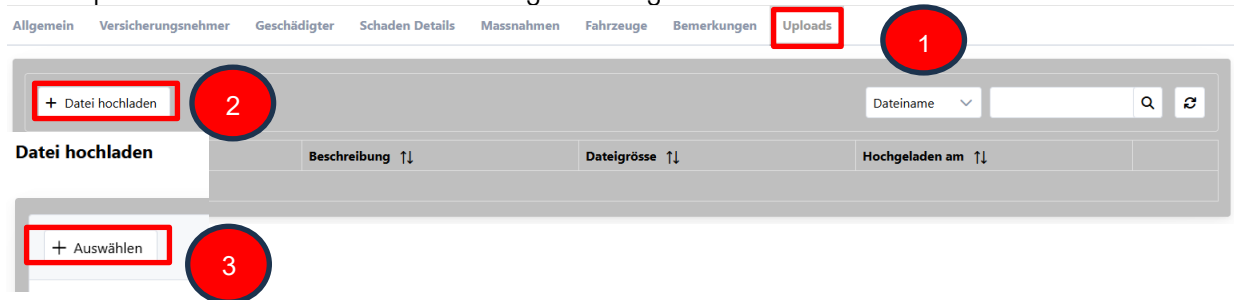 Allgemein Versicherungsnehmer Geschädigter Schaden Details Massnahmen Fahrzeuge Bemerkungen Uploads
1
+ Datei hochladen
2
Dateiname
Datei hochladen
Beschreibung ↑↓ Dateigrösse ↑↓ Hochgeladen am ↑↓
+ Auswählen
3